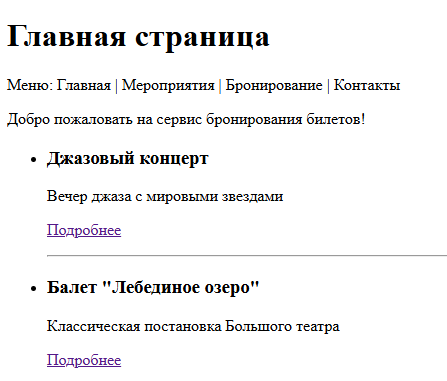 Главная страница
Меню: Главная | Мероприятия | Бронирование | Контакты
Добро пожаловать на сервис бронирования билетов!
Джазовый концерт
Вечер джаза с мировыми звездами
Подробнее
Балет "Лебединое озеро"
Классическая постановка Большого театра
Подробнее